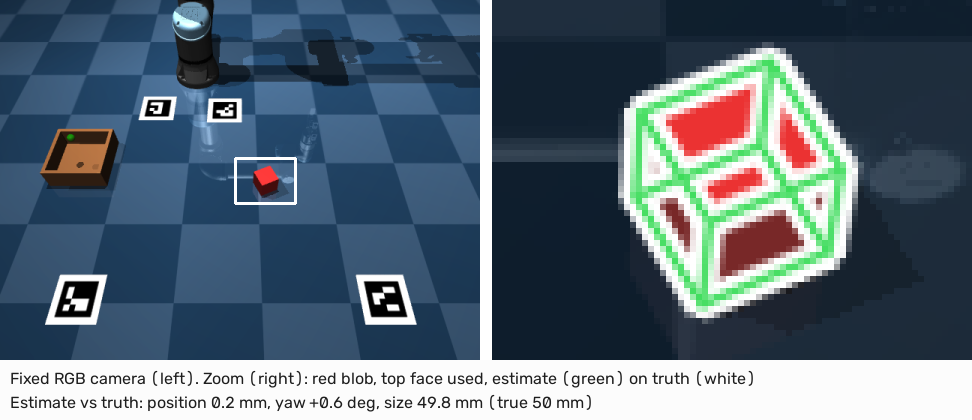 Fixed RGB camera (left). Zoom (right): red blob, top face used, estimate (green) on truth (white)
Estimate vs truth: position 0.2 mm, yaw +0.6 deg, size 49.8 mm (true 50 mm)